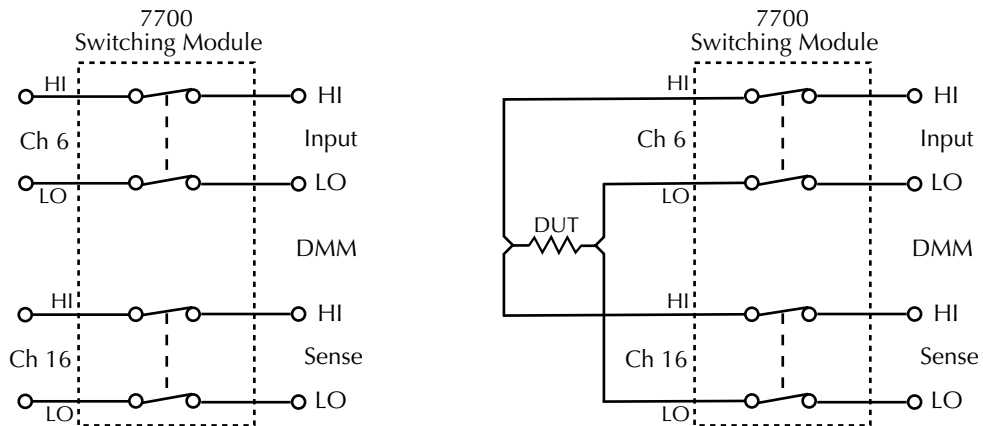 7700
Switching Module
HI
HI
Ch 6
Input
LO
LO
DMM
HI
HI
Ch 16
Sense
LO
LO
7700
Switching Module
HI
HI
Ch 6
Input
LO
LO
DUT
DMM
HI
HI
Ch 16
Sense
LO
LO